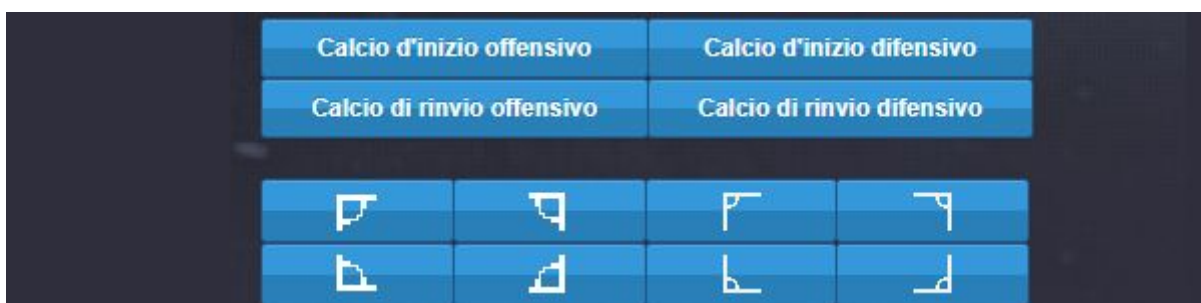 Calcio d'inizio offensivo Calcio d'inizio difensivo
Calcio di rinvio offensivo Calcio di rinvio difensivo